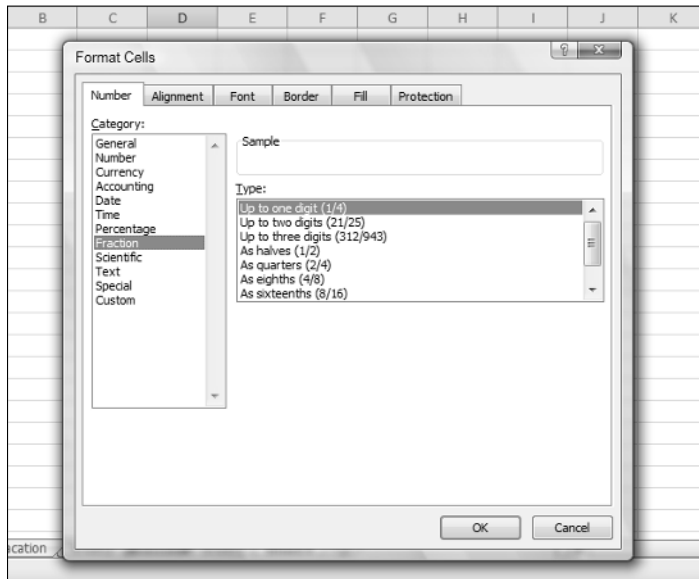 B C D E F G H I J K
Format Cells
?
Number Alignment Font Border Fill Protection
Category:
General
Number
Currency
Accounting
Date
Time
Percentage
Fraction
Scientific
Text
Special
Custom
Sample
Type:
Up to one digit (1/4)
Up to two digits (21/25)
Up to three digits (312/943)
As halves (1/2)
As quarters (2/4)
As eighths (4/8)
As sixteenths (8/16)
OK Cancel
acation